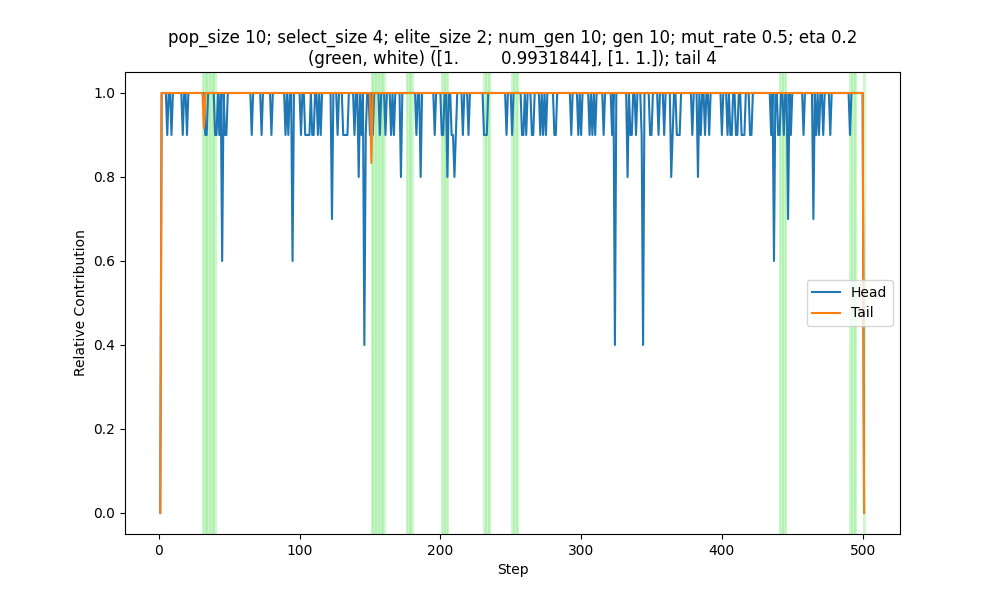 pop_size 10; select_size 4; elite_size 2; num_gen 10; gen 10; mut_rate 0.5; eta 0.2
(green, white) ([1.        0.9931844], [1. 1.]); tail 4
Relative Contribution
1.0
0.8
0.6
0.4
0.2
0.0
Head
Tail
0
100
200
300
400
500
Step